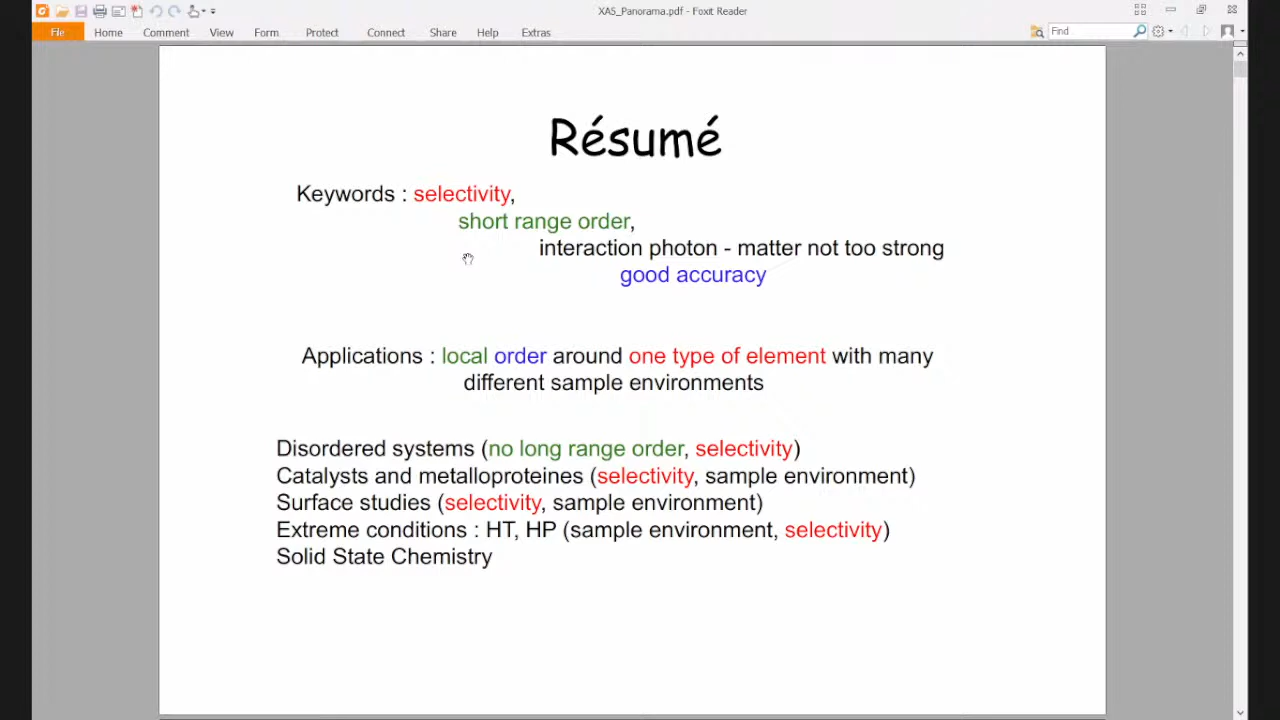 XAS_Panorama.pdf - Foxit Reader
File Home Comment View Form Protect Connect Share Help Extras Find
Résumé
Keywords : selectivity,
short range order,
interaction photon - matter not too strong
good accuracy
Applications : local order around one type of element with many
different sample environments
Disordered systems (no long range order, selectivity)
Catalysts and metalloproteines (selectivity, sample environment)
Surface studies (selectivity, sample environment)
Extreme conditions : HT, HP (sample environment, selectivity)
Solid State Chemistry